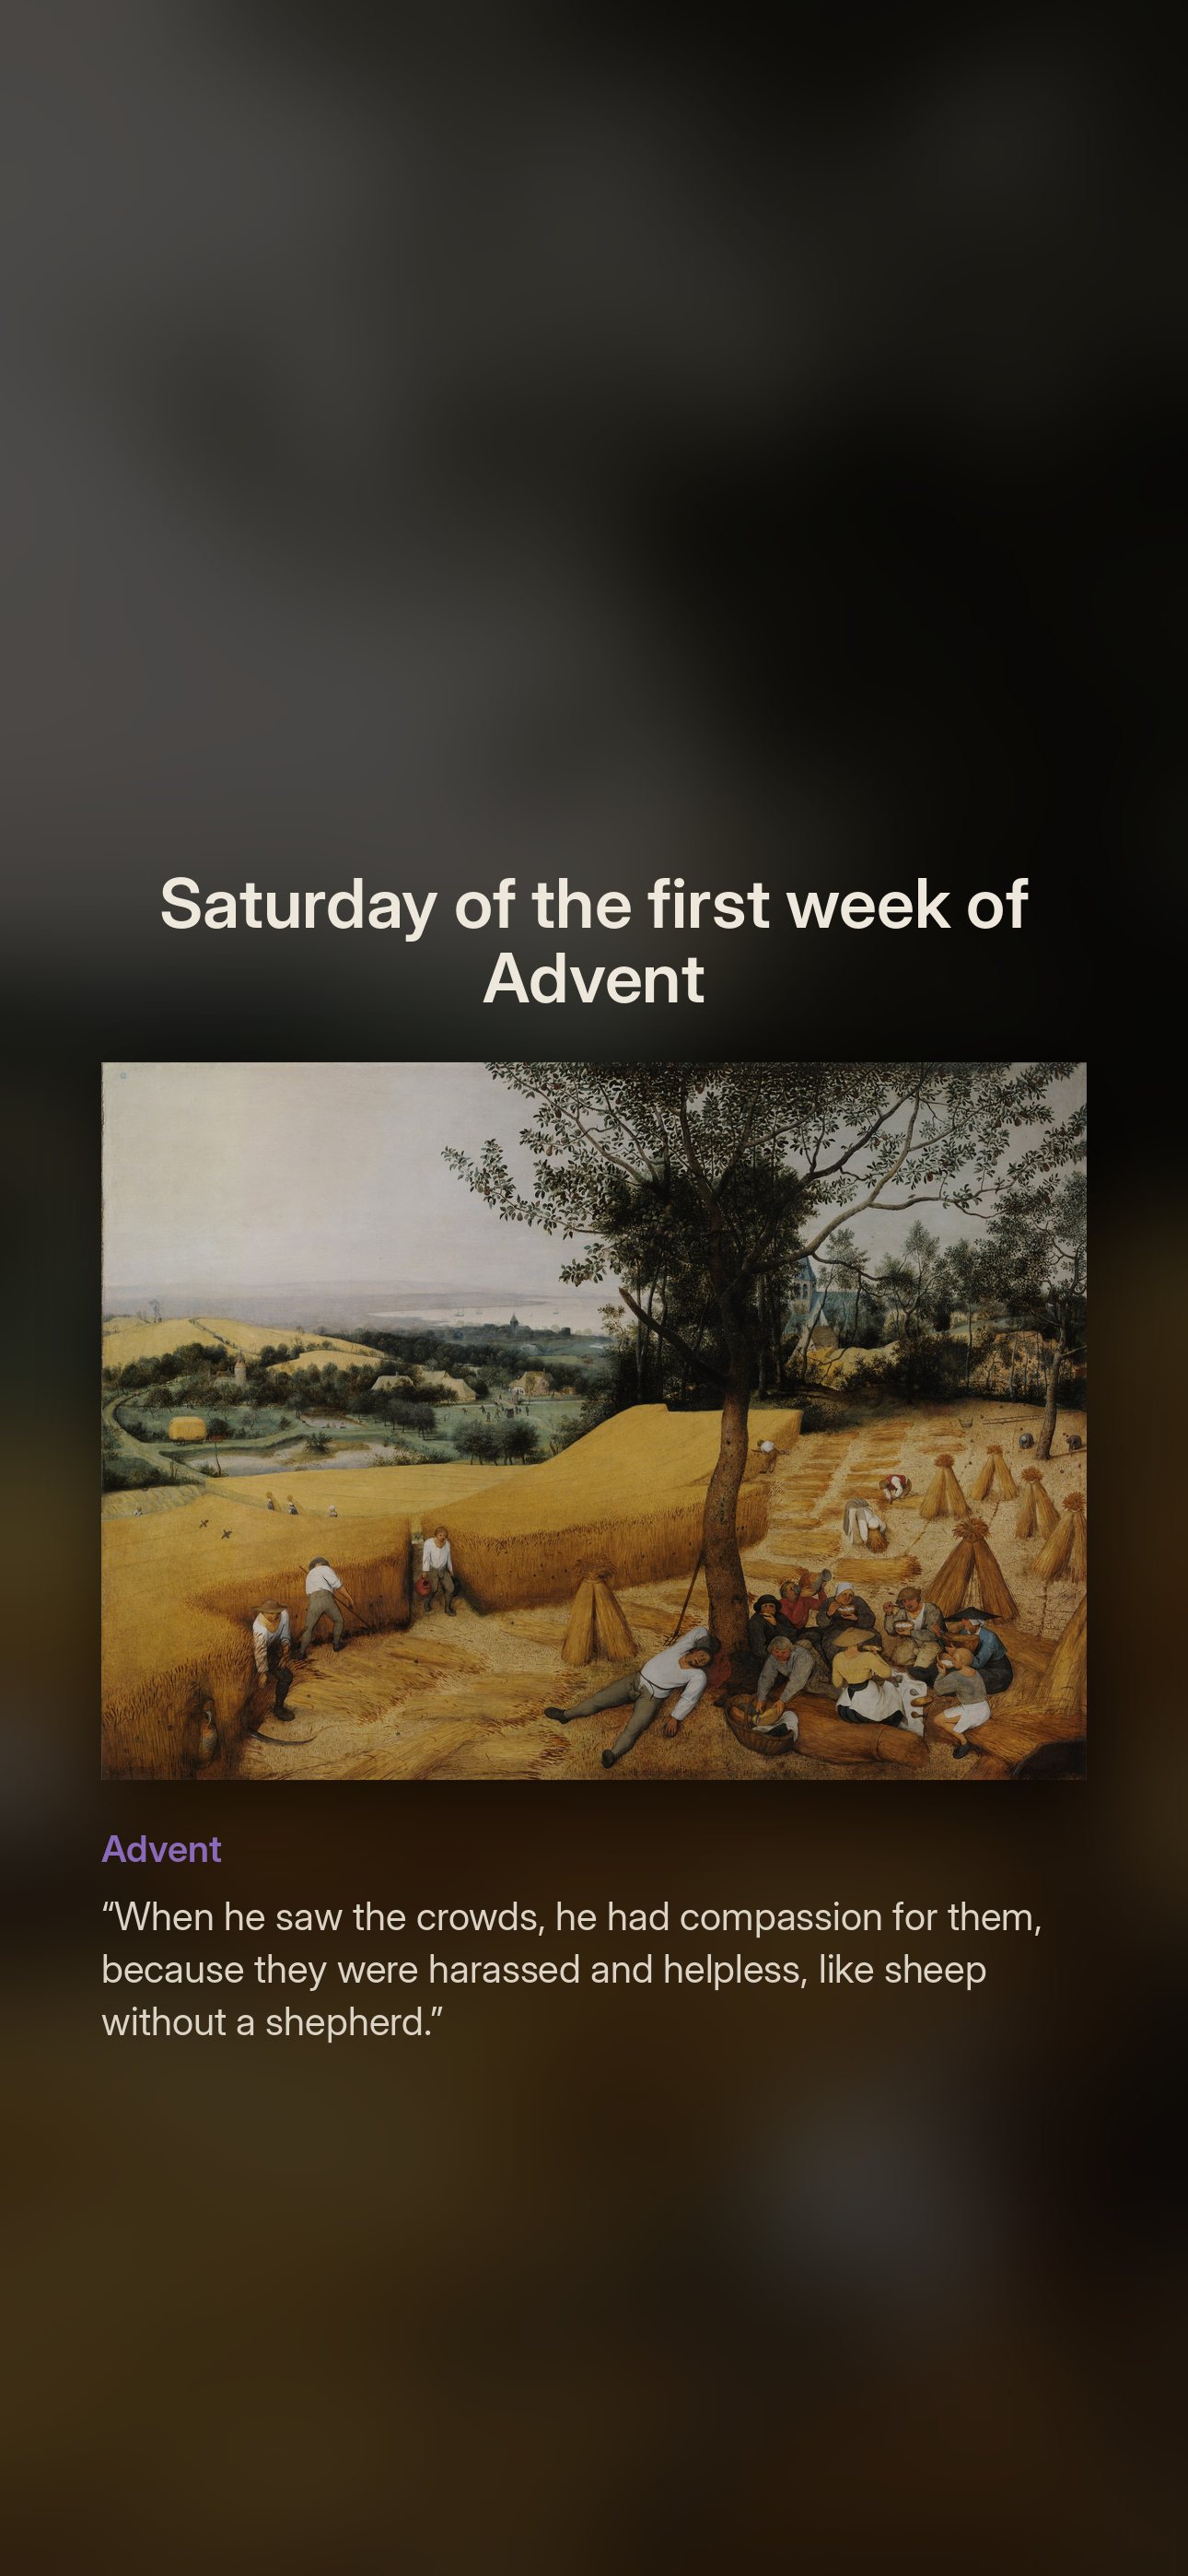 Saturday of the first week of
Advent
Advent
“When he saw the crowds, he had compassion for them,
because they were harassed and helpless, like sheep
without a shepherd.”